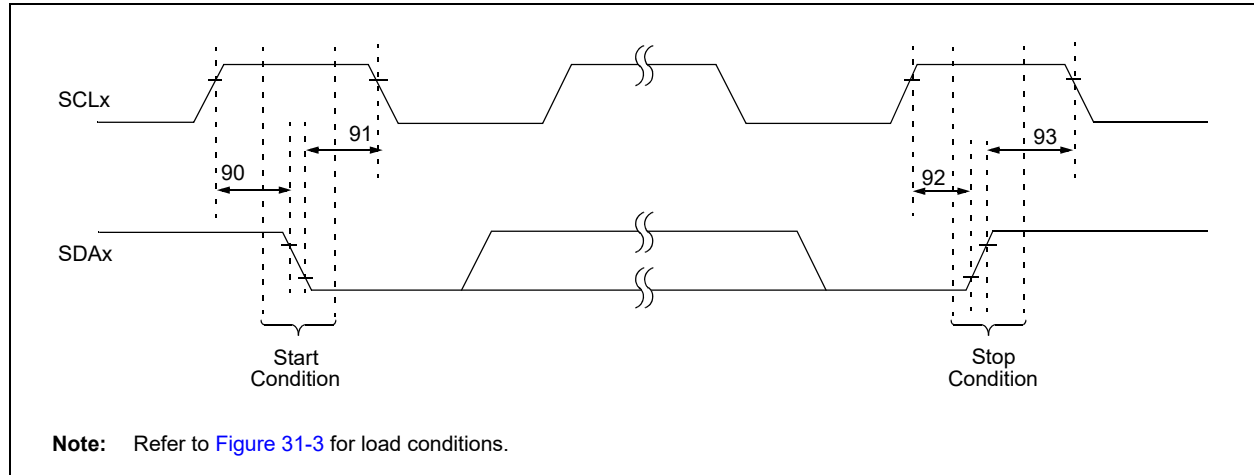 SCLx
91
93
90
92
SDAx
Start
Condition
Stop
Condition
Note: Refer to Figure 31-3 for load conditions.